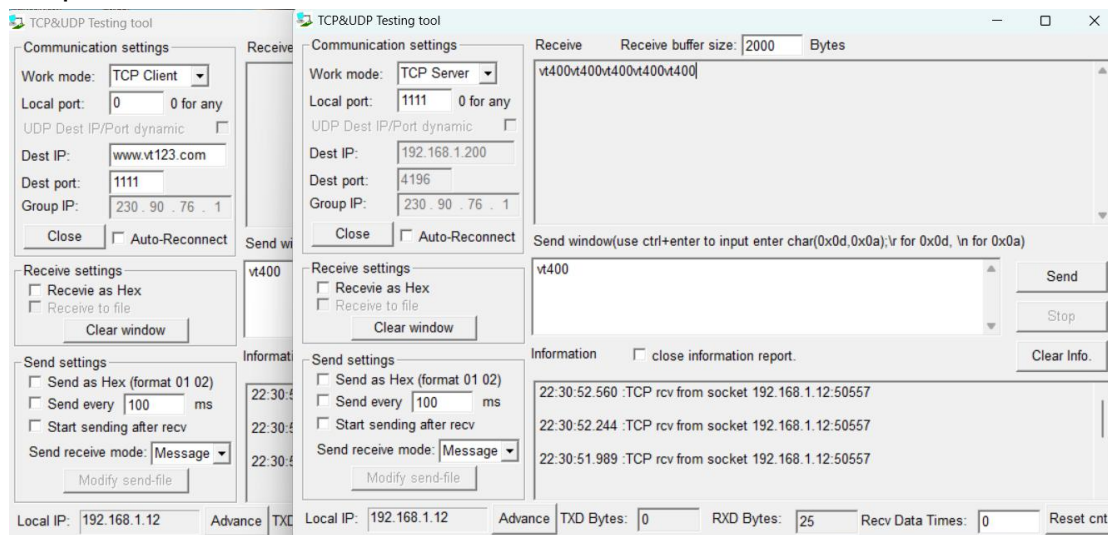 TCP&UDP Testing tool
Communication settings
Receive
Work mode: TCP Client
Local port: 0 0 for any
UDP Dest IP/Port dynamic
Dest IP: www.vt123.com
Dest port: 1111
Group IP: 230 . 90 . 76 . 1
Close Auto-Reconnect
Send wi
Receive settings
vt400
Recevie as Hex
Receive to file
Clear window
Send settings
Informati
Send as Hex (format 01 02)
Send every 100 ms
22:30:5
Start sending after recv
22:30:5
Send receive mode: Message
22:30:5
Modify send-file
Local IP: 192.168.1.12 Advance TXD
TCP&UDP Testing tool
Communication settings
Receive Receive buffer size: 2000 Bytes
Work mode: TCP Server
vt400vt400vt400vt400vt400
Local port: 1111 0 for any
UDP Dest IP/Port dynamic
Dest IP: 192.168.1.200
Dest port: 4196
Group IP: 230 . 90 . 76 . 1
Close Auto-Reconnect
Send window(use ctrl+enter to input enter char(0x0d,0x0a);\r for 0x0d, \n for 0x0a)
Receive settings
vt400
Send
Recevie as Hex
Receive to file
Stop
Clear window
Information close information report.
Clear Info.
Send settings
Send as Hex (format 01 02)
22:30:52.560 :TCP rcv from socket 192.168.1.12:50557
Send every 100 ms
Start sending after recv
22:30:52.244 :TCP rcv from socket 192.168.1.12:50557
Send receive mode: Message
22:30:51.989 :TCP rcv from socket 192.168.1.12:50557
Modify send-file
Local IP: 192.168.1.12 Advance TXD Bytes: 0 RXD Bytes: 25 Recv Data Times: 0 Reset cnt